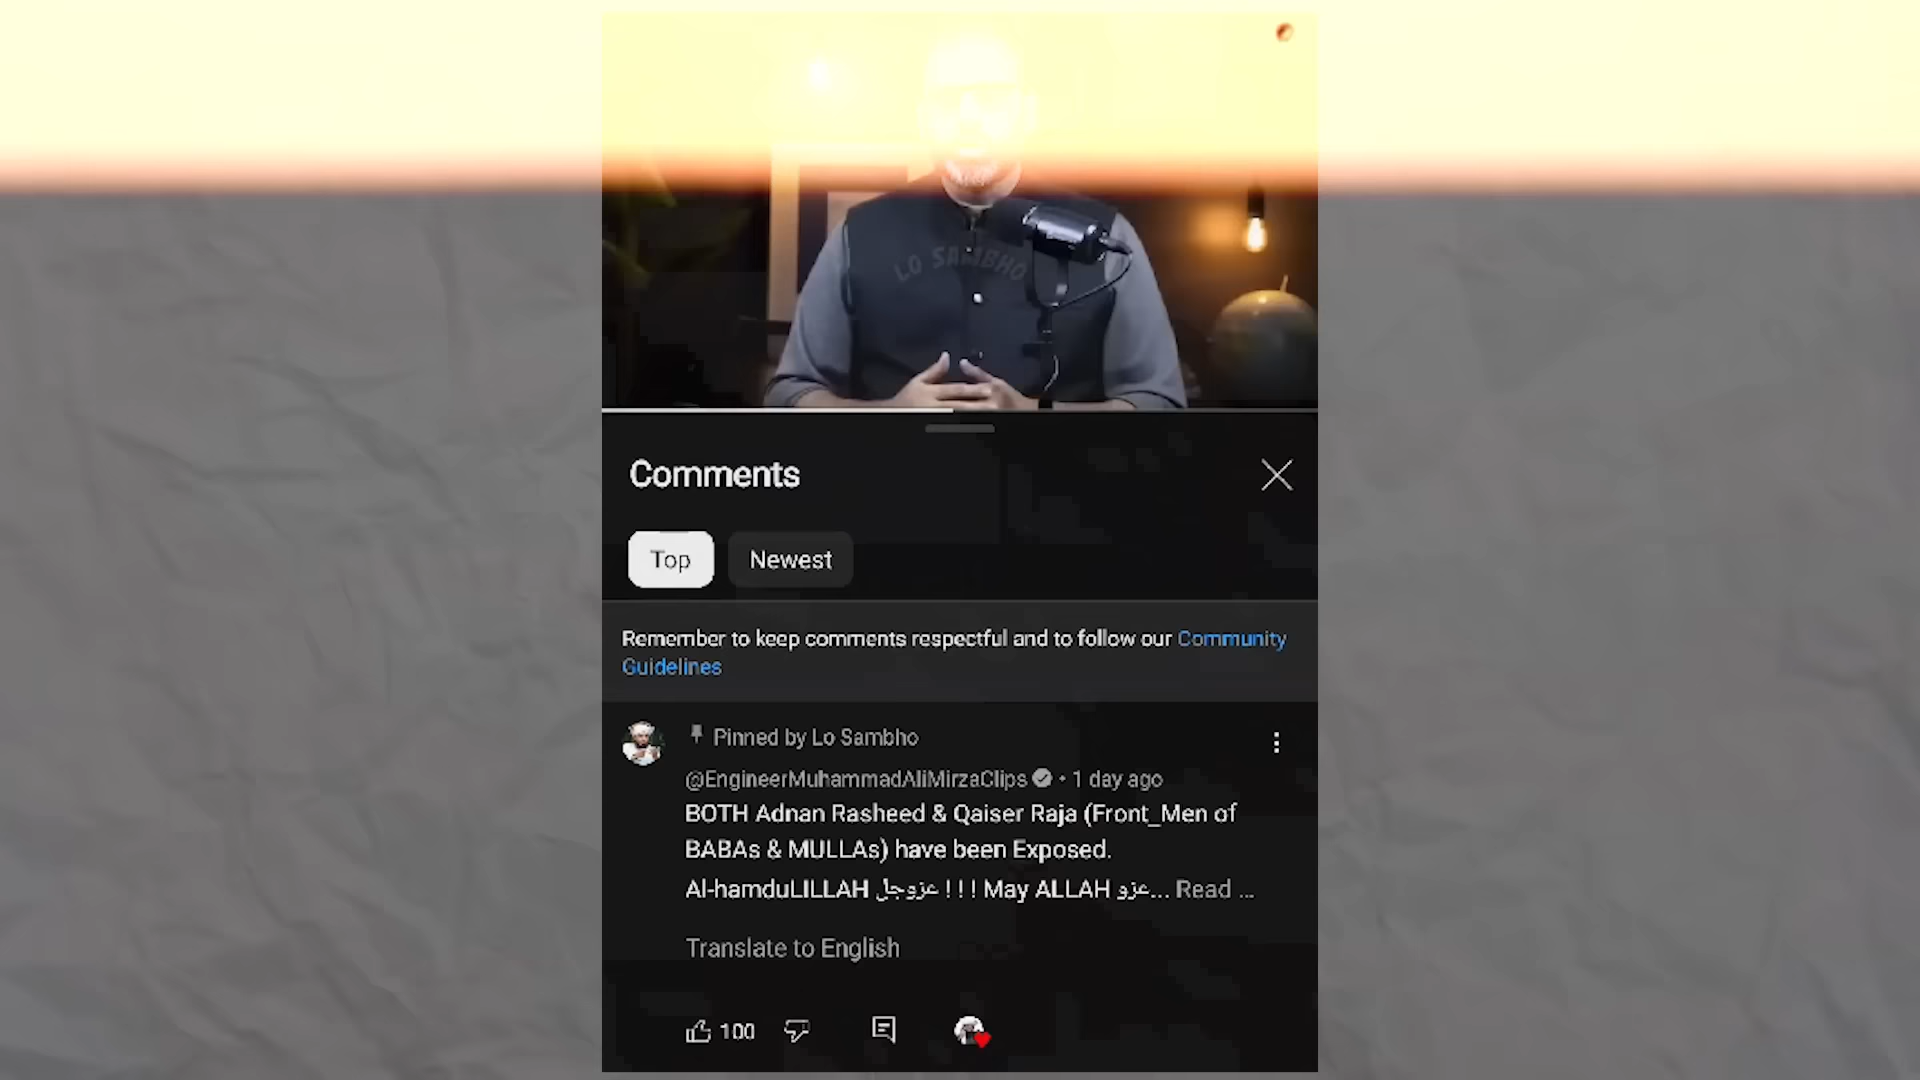 LO SAMBHO
Comments
Top
Newest
Remember to keep comments respectful and to follow our Community
Guidelines
Pinned by Lo Sambho
@EngineerMuhammadAliMirzaClips • 1 day ago
BOTH Adnan Rasheed & Qaiser Raja (Front_Men of
BABAs & MULLAs) have been Exposed.
Al-hamduLILLAH عزوجل ! ! ! May ALLAH عزو... Read ...
Translate to English
100